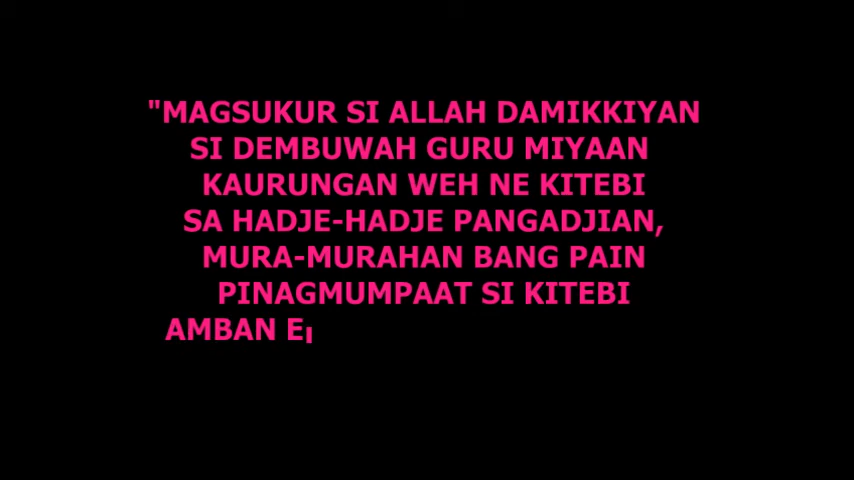 "MAGSUKUR SI ALLAH DAMIKKIYAN
SI DEMBUWAH GURU MIYAAN
KAURUNGAN WEH NE KITEBI
SA HADJE-HADJE PANGADJIAN,
MURA-MURAHAN BANG PAIN
PINAGMUMPAAT SI KITEBI
AMBAN